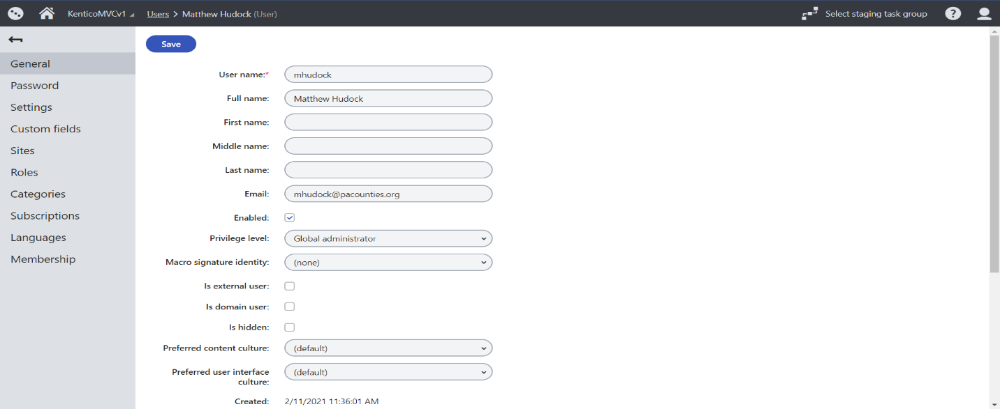 KenticoMVCv1 Users > Matthew Hudock (User) Select staging task group ?
Save
General
Password
Settings
Custom fields
Sites
Roles
Categories
Subscriptions
Languages
Membership
User name:* mhudock
Full name: Matthew Hudock
First name:
Middle name:
Last name:
Email: mhudock@pacounties.org
Enabled:
Privilege level: Global administrator
Macro signature identity: (none)
Is external user:
Is domain user:
Is hidden:
Preferred content culture: (default)
Preferred user interface
culture: (default)
Created: 2/11/2021 11:36:01 AM